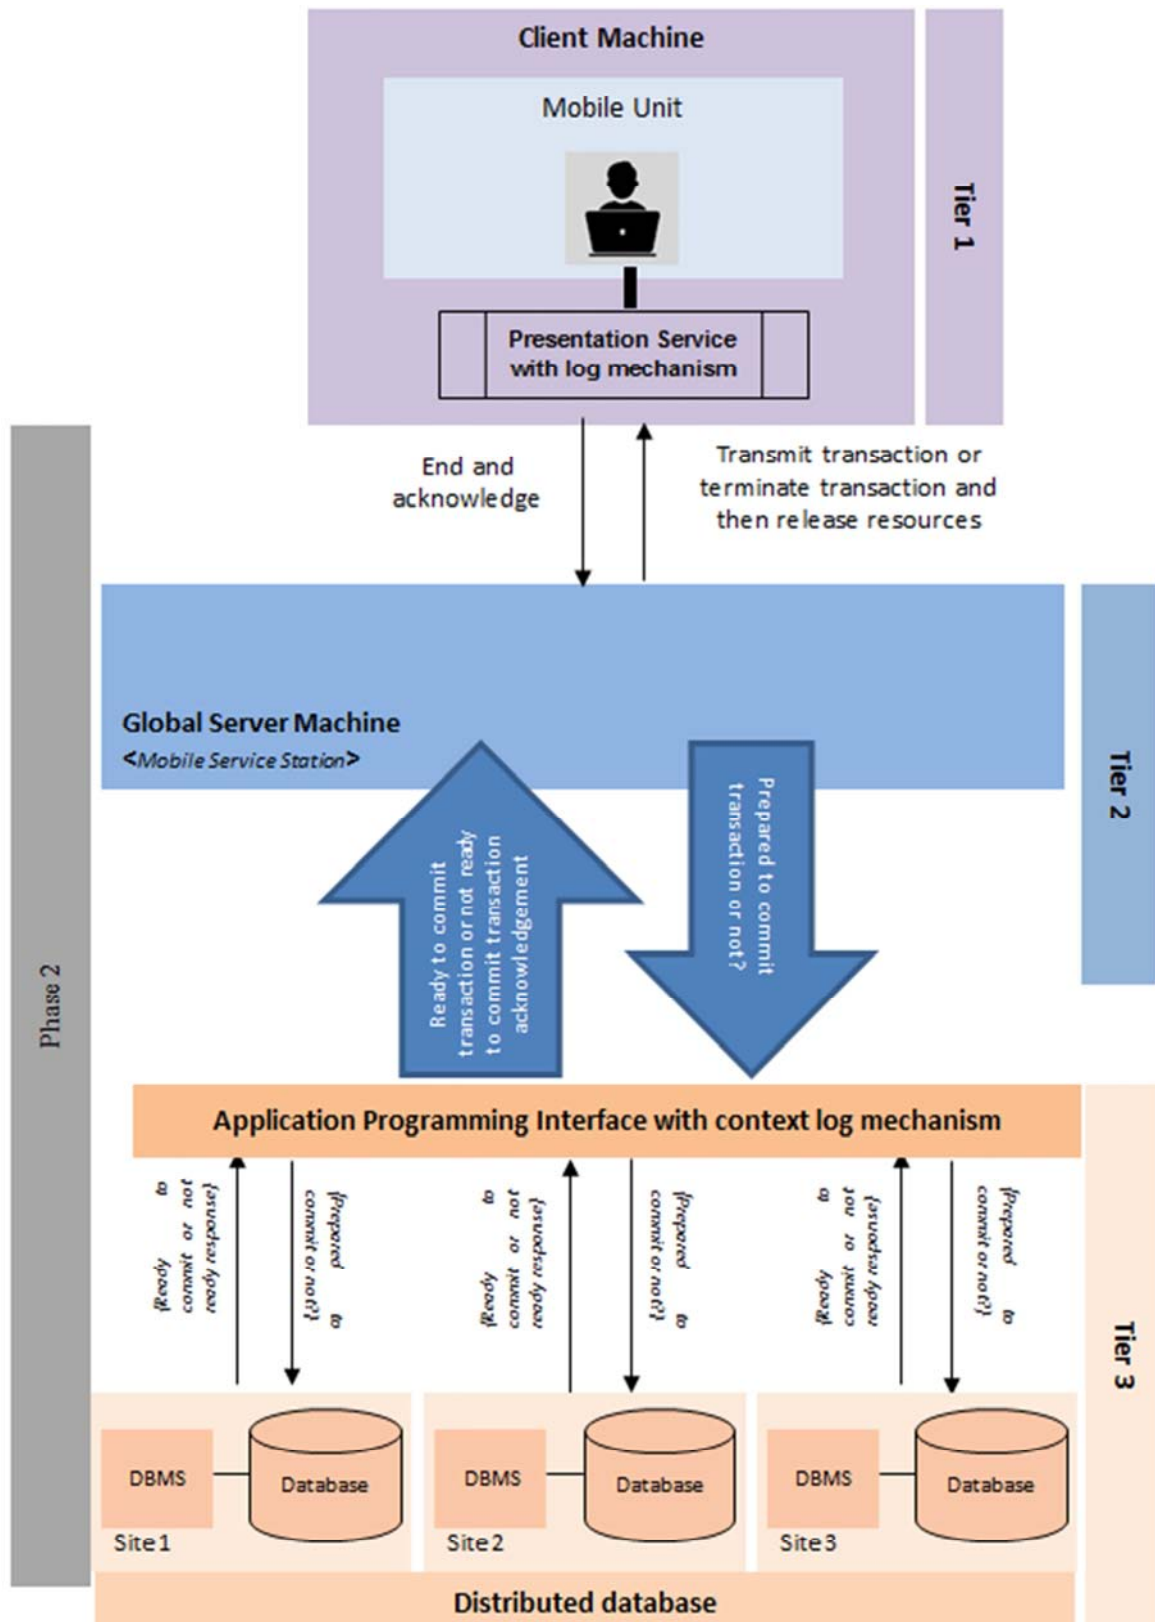 Client Machine
Mobile Unit
Tier 1
Presentation Service
with log mechanism
End and
acknowledge
Transmit transaction or
terminate transaction and
then release resources
Phase 2
Global Server Machine
<Mobile Service Station>
Tier 2
Ready to commit
transaction or not ready
to commit transaction
acknowledgement
Prepared to commit
transaction or not?
Application Programming Interface with context log mechanism
{Ready to
commit or not
ready response}
{Prepared to
commit or not?}
{Ready to
commit or not
ready response}
{Prepared to
commit or not?}
{Ready to
commit or not
ready response}
{Prepared to
commit or not?}
Tier 3
DBMS
Database
Site 1
DBMS
Database
Site 2
DBMS
Database
Site 3
Distributed database